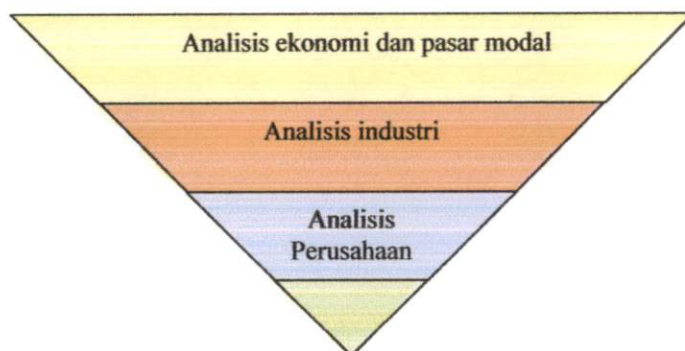 Analisis ekonomi dan pasar modal
Analisis industri
Analisis
Perusahaan